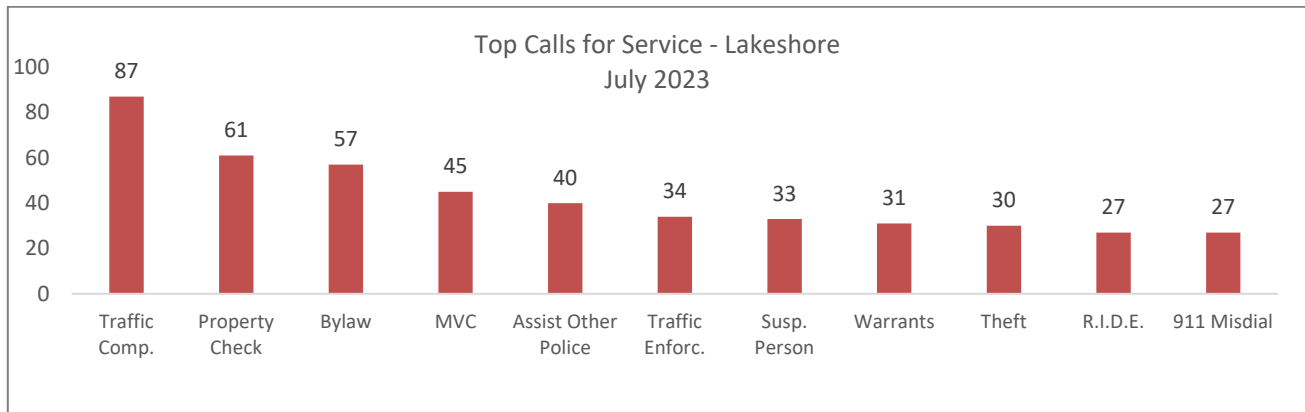 Top Calls for Service - Lakeshore
July 2023
100
80
60
40
20
0
87
61
57
45
40
34
33
31
30
27
27
Traffic
Comp.
Property
Check
Bylaw
MVC
Assist Other
Police
Traffic
Enforc.
Susp.
Person
Warrants
Theft
R.I.D.E.
911 Misdial